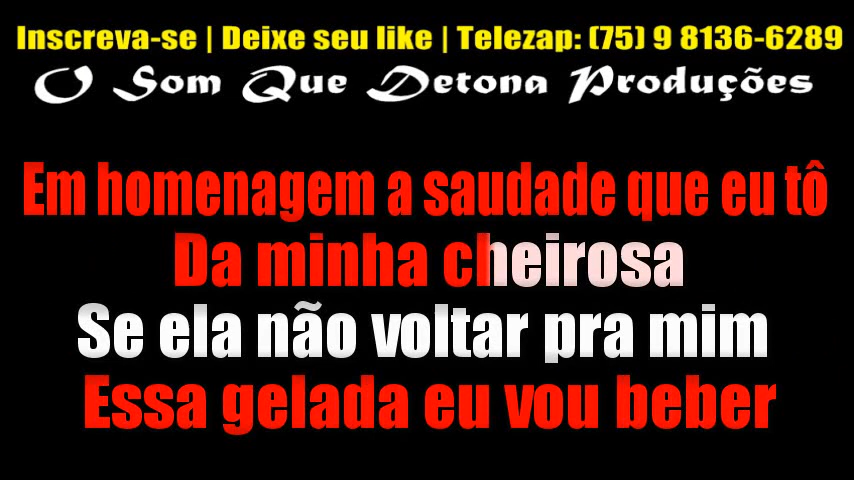 Inscreva-se | Deixe seu like | Telezap: (75) 9 8136-6289
O Som Que Detona Produções
Em homenagem a saudade que eu tô
Da minha cheirosa
Se ela não voltar pra mim
Essa gelada eu vou beber